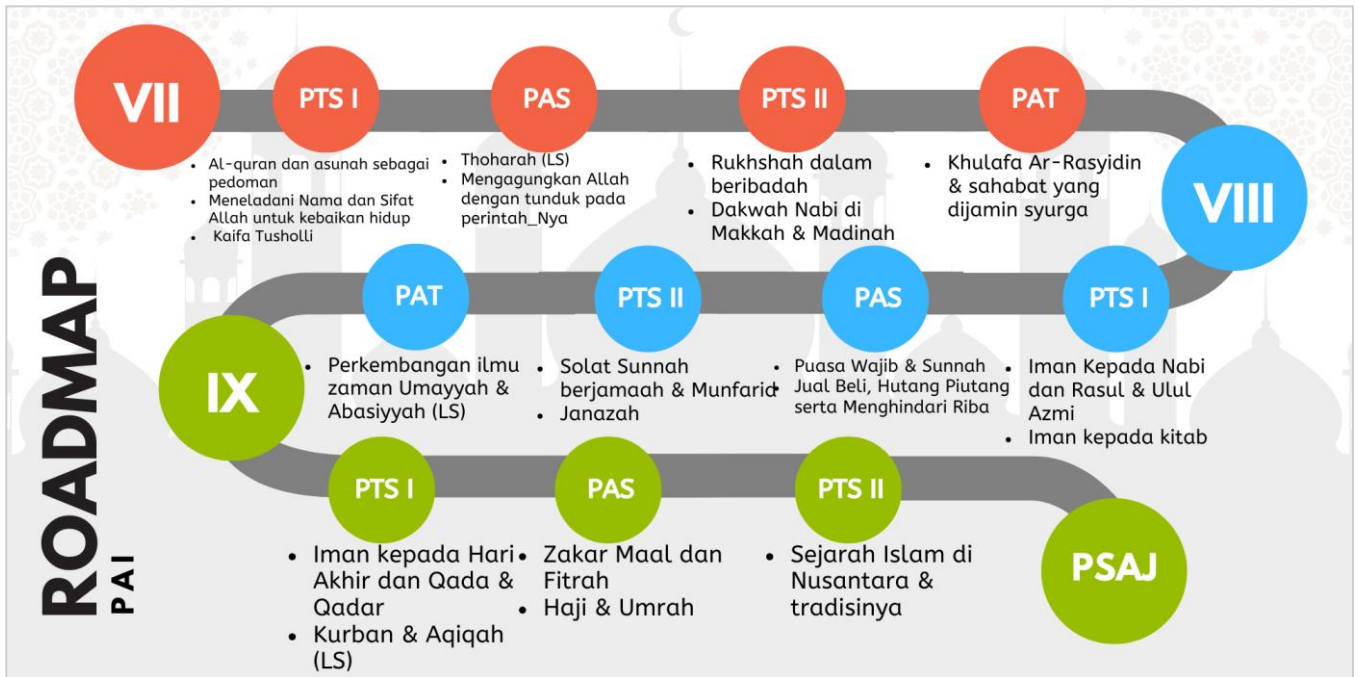 ROADMAP
PAI
VII
PTS I
PAS
PTS II
PAT
• Al-quran dan asunah sebagai
pedoman
• Meneladani Nama dan Sifat
Allah untuk kebaikan hidup
• Kaifa Tusholli
• Thoharah (LS)
• Mengagungkan Allah
dengan tunduk pada
perintah_Nya
• Rukhshah dalam
beribadah
• Dakwah Nabi di
Makkah & Madinah
• Khulafa Ar-Rasyidin
& sahabat yang
dijamin syurga
VIII
PTS I
PAS
PTS II
PAT
• Iman Kepada Nabi
dan Rasul & Ulul
Azmi
• Iman kepada kitab
• Puasa Wajib & Sunnah
• Jual Beli, Hutang Piutang
serta Menghindari Riba
• Solat Sunnah
berjamaah & Munfarid
• Janazah
• Perkembangan ilmu
zaman Umayyah &
Abasiyyah (LS)
IX
PTS I
PAS
PTS II
PSAJ
• Iman kepada Hari
Akhir dan Qada &
Qadar
• Kurban & Aqiqah
(LS)
• Zakar Maal dan
Fitrah
• Haji & Umrah
• Sejarah Islam di
Nusantara &
tradisinya